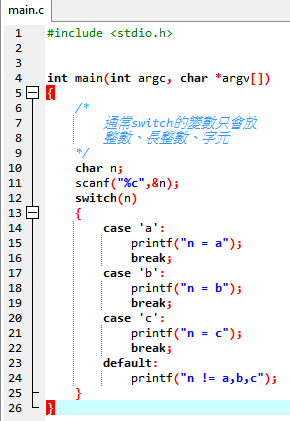 main.c
1 #include <stdio.h>
2
3
4 int main(int argc, char *argv[])
5 {
6 /*
7 通常switch的變數只會放
8 整數、長整數、字元
9 */
10 char n;
11 scanf("%c",&n);
12 switch(n)
13 {
14 case 'a':
15 printf("n = a");
16 break;
17 case 'b':
18 printf("n = b");
19 break;
20 case 'c':
21 printf("n = c");
22 break;
23 default:
24 printf("n != a,b,c");
25 }
26 }